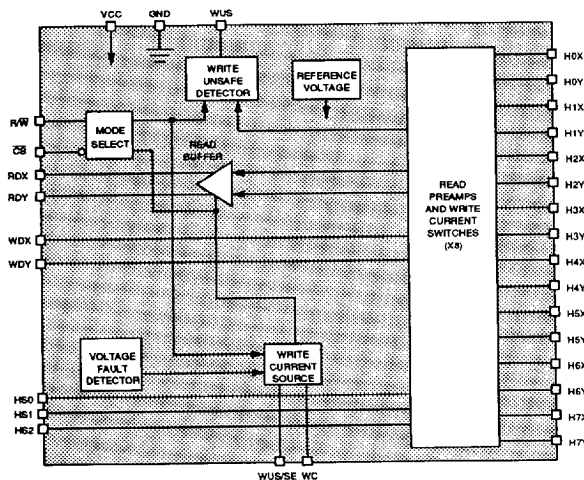 VCC GND WUS
WRITE
UNSAFE
DETECTOR
REFERENCE
VOLTAGE
R/W
CS
RDX
RDY
WDX
WDY
HS0
HS1
HS2
MODE
SELECT
READ
BUFFER
READ
PREAMPS
AND WRITE
CURRENT
SWITCHES
(X8)
VOLTAGE
FAULT
DETECTOR
WRITE
CURRENT
SOURCE
H0X
H0Y
H1X
H1Y
H2X
H2Y
H3X
H3Y
H4X
H4Y
H5X
H5Y
H6X
H6Y
H7X
H7Y
WUS/SE WC